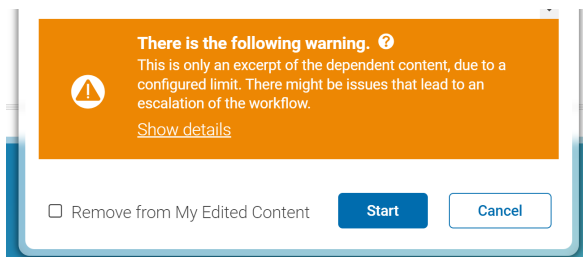 There is the following warning. ?
This is only an excerpt of the dependent content, due to a
configured limit. There might be issues that lead to an
escalation of the workflow.
Show details
Remove from My Edited Content Start Cancel